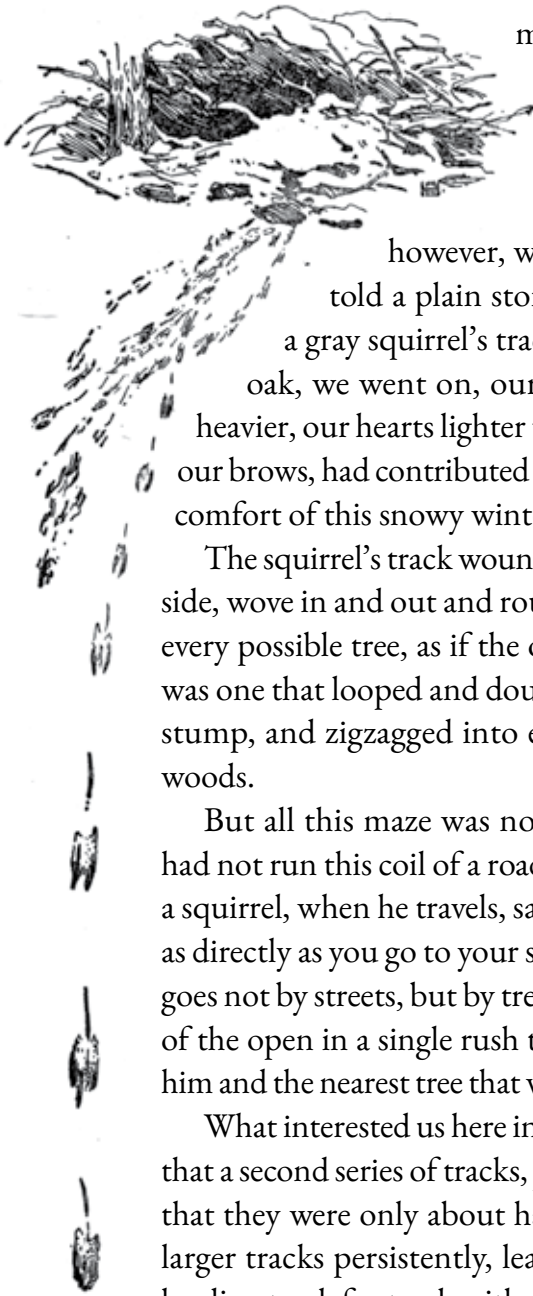 however,
told a plain
a gray squirrel’s
oak, we went on,
heavier, our hearts lighter
our brows, had contributed
comfort of this snowy
The squirrel’s track
side, wove in and out and
every possible tree, as if the
was one that looped and
stump, and zigzagged into
woods.
But all this maze was
had not run this coil of a
a squirrel, when he travels,
as directly as you go to your
goes not by streets, but by
of the open in a single rush
him and the nearest tree that
What interested us here
that a second series of tracks,
that they were only about
larger tracks persistently,